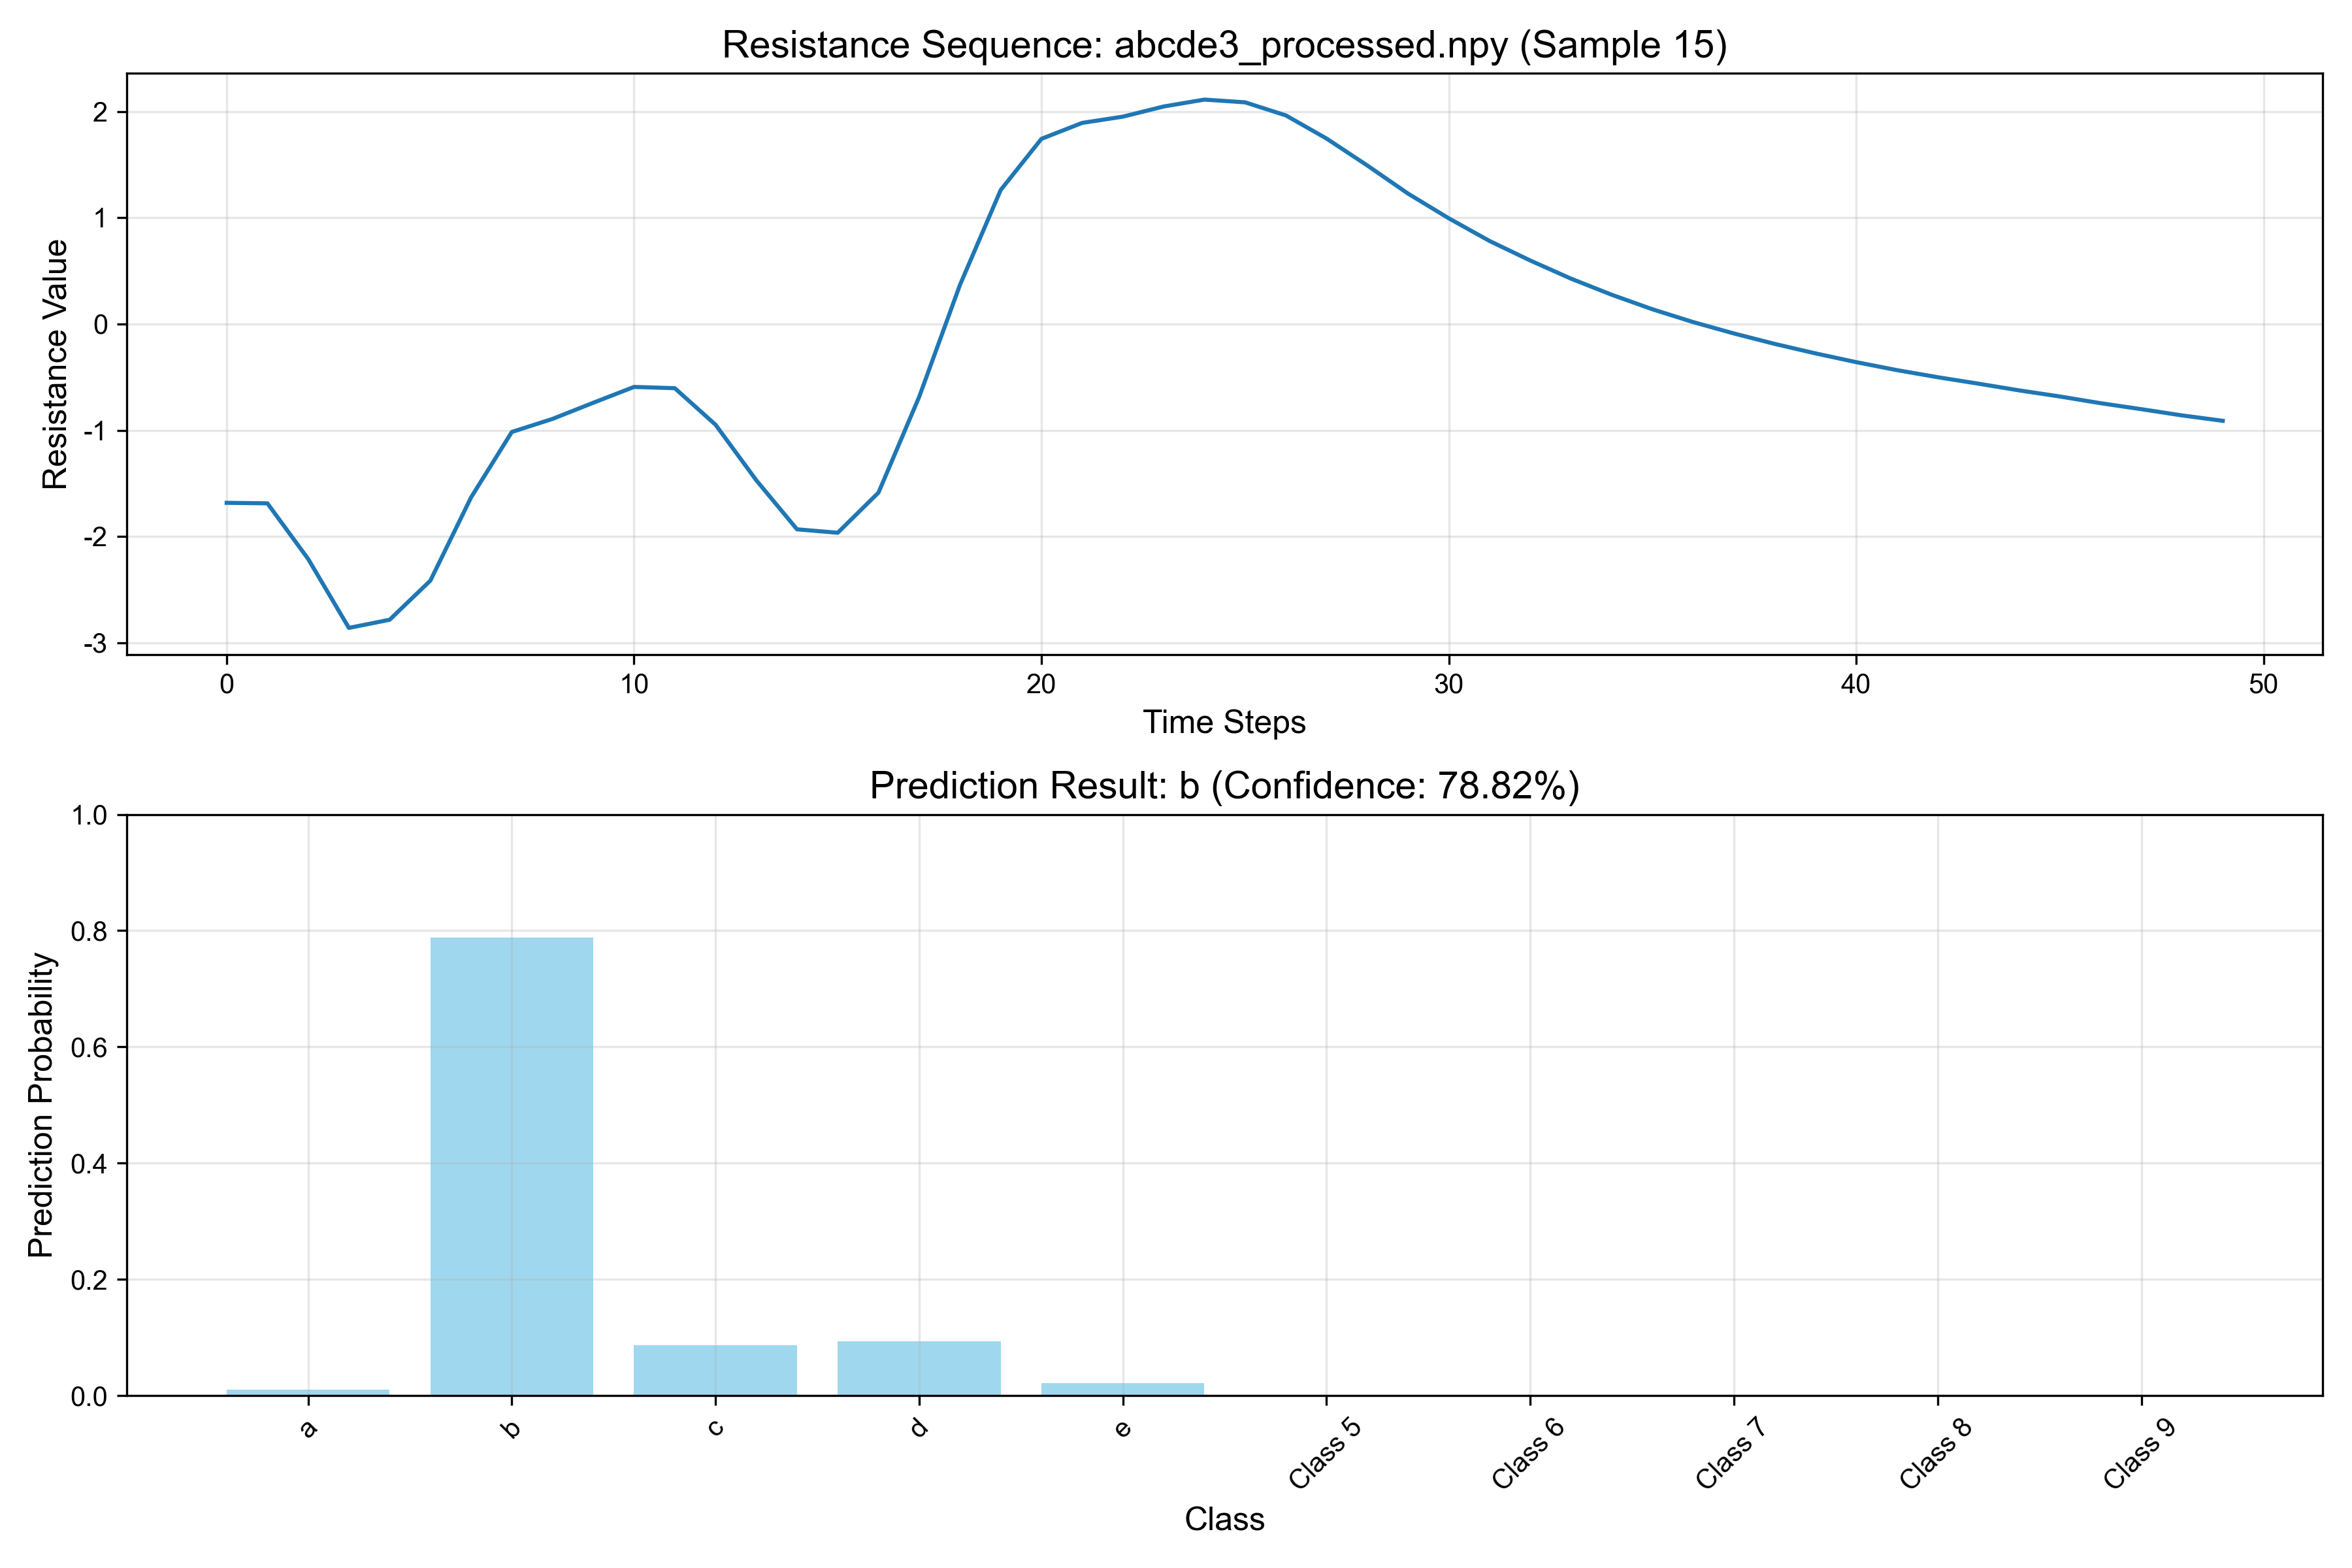 Resistance Sequence: abcde3_processed.npy (Sample 15)
2
1
0
-1
-2
-3
Resistance Value
0 10 20 30 40 50
Time Steps
Prediction Result: b (Confidence: 78.82%)
1.0
0.8
0.6
0.4
0.2
0.0
Prediction Probability
a b c d e Class 5 Class 6 Class 7 Class 8 Class 9
Class